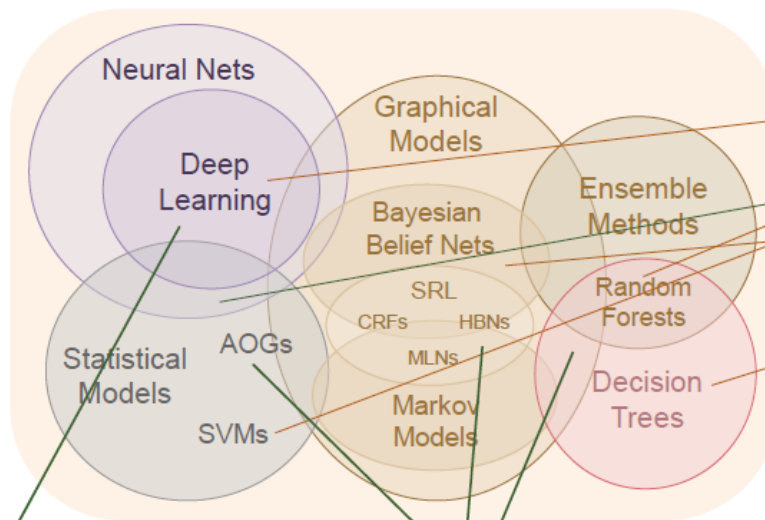 Neural Nets
Deep
Learning
Graphical
Models
Ensemble
Methods
Bayesian
Belief Nets
SRL
CRFs
HBNs
MLNs
Random
Forests
Statistical
Models
AOGs
SVMs
Markov
Models
Decision
Trees